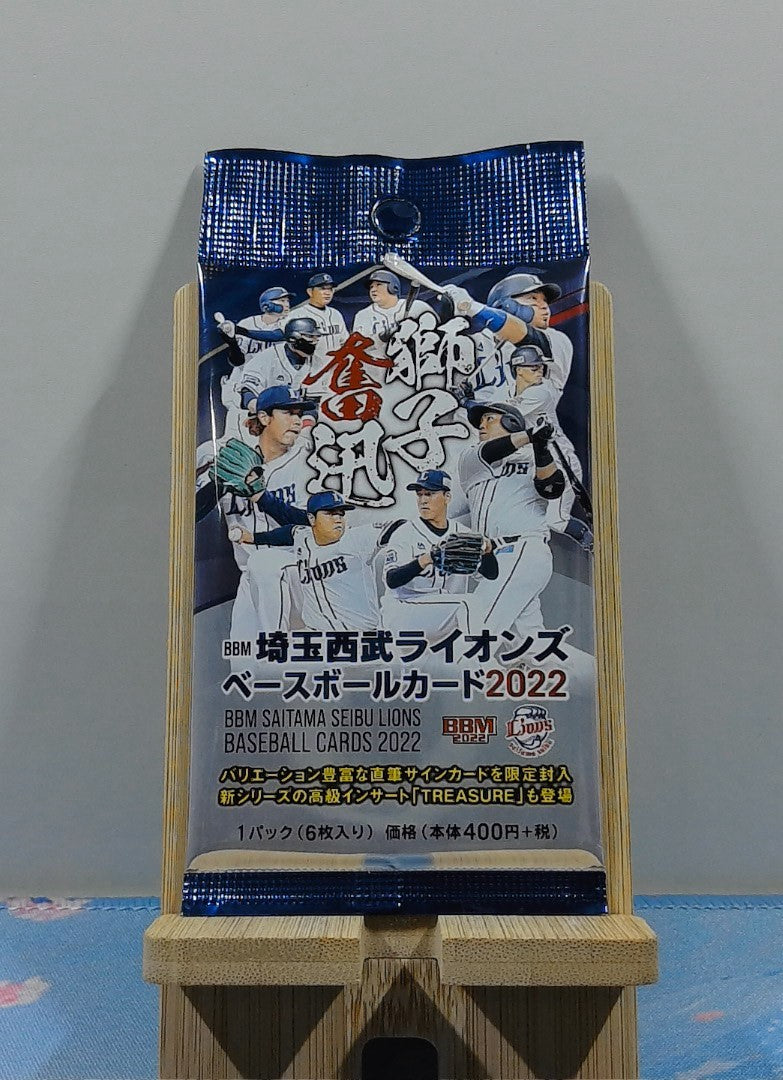 獅子
奮迅
BBM 埼玉西武ライオンズ
ベースボールカード2022
BBM SAITAMA SEIBU LIONS
BASEBALL CARDS 2022
BBM
2022
Lions
バリエーション豊富な直筆サインカードを限定封入
新シリーズの高級インサート「TREASURE」も登場
1パック(6枚入り) 価格(本体400円+税)